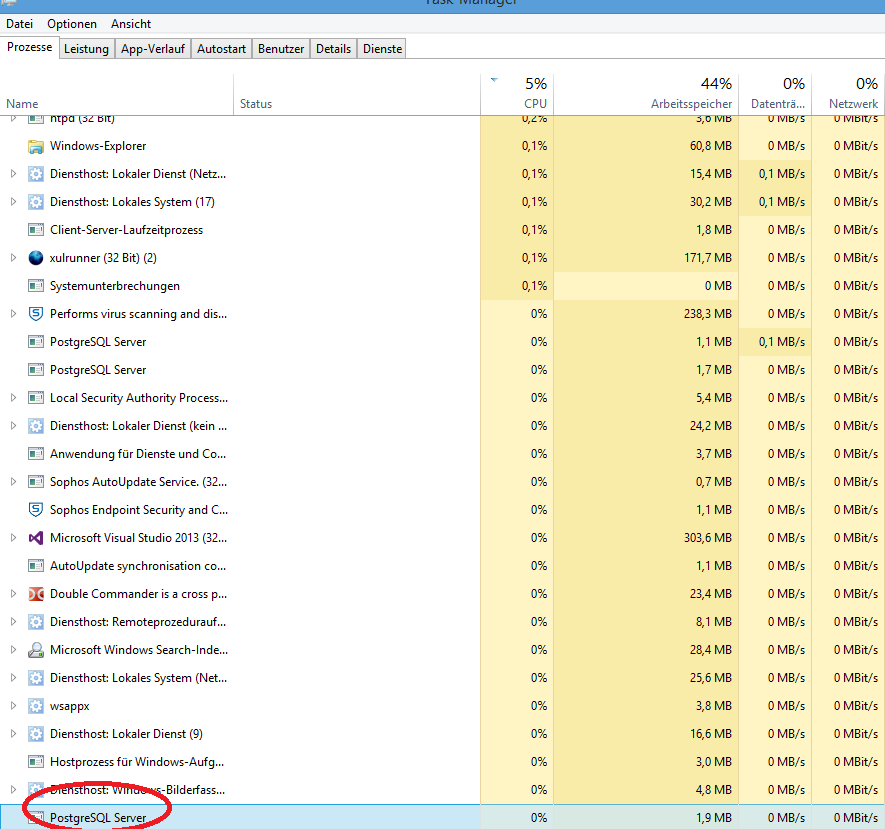 Task Manager
Datei Optionen Ansicht
Prozesse Leistung App-Verlauf Autostart Benutzer Details Dienste
5% 44% 0% 0%
Name Status CPU Arbeitsspeicher Datenträ... Netzwerk
httpd (32 Bit) 0,2% 3,6 MB 0 MB/s 0 MBit/s
Windows-Explorer 0,1% 60,8 MB 0 MB/s 0 MBit/s
Diensthost: Lokaler Dienst (Netz... 0,1% 15,4 MB 0,1 MB/s 0 MBit/s
Diensthost: Lokales System (17) 0,1% 30,2 MB 0,1 MB/s 0 MBit/s
Client-Server-Laufzeitprozess 0,1% 1,8 MB 0 MB/s 0 MBit/s
xulrunner (32 Bit) (2) 0,1% 171,7 MB 0 MB/s 0 MBit/s
Systemunterbrechungen 0,1% 0 MB 0 MB/s 0 MBit/s
Performs virus scanning and dis... 0% 238,3 MB 0 MB/s 0 MBit/s
PostgreSQL Server 0% 1,1 MB 0,1 MB/s 0 MBit/s
PostgreSQL Server 0% 1,7 MB 0 MB/s 0 MBit/s
Local Security Authority Process... 0% 5,4 MB 0 MB/s 0 MBit/s
Diensthost: Lokaler Dienst (kein ... 0% 24,2 MB 0 MB/s 0 MBit/s
Anwendung für Dienste und Co... 0% 3,7 MB 0 MB/s 0 MBit/s
Sophos AutoUpdate Service. (32... 0% 0,7 MB 0 MB/s 0 MBit/s
Sophos Endpoint Security and C... 0% 1,1 MB 0 MB/s 0 MBit/s
Microsoft Visual Studio 2013 (32... 0% 303,6 MB 0 MB/s 0 MBit/s
AutoUpdate synchronisation co... 0% 1,1 MB 0 MB/s 0 MBit/s
Double Commander is a cross p... 0% 23,4 MB 0 MB/s 0 MBit/s
Diensthost: Remoteprozedurauf... 0% 8,1 MB 0 MB/s 0 MBit/s
Microsoft Windows Search-Inde... 0% 28,4 MB 0 MB/s 0 MBit/s
Diensthost: Lokales System (Net... 0% 25,6 MB 0 MB/s 0 MBit/s
wsappx 0% 3,8 MB 0 MB/s 0 MBit/s
Diensthost: Lokaler Dienst (9) 0% 16,6 MB 0 MB/s 0 MBit/s
Hostprozess für Windows-Aufg... 0% 3,0 MB 0 MB/s 0 MBit/s
Diensthost: Windows-Bilderfass... 0% 4,8 MB 0 MB/s 0 MBit/s
PostgreSQL Server 0% 1,9 MB 0 MB/s 0 MBit/s